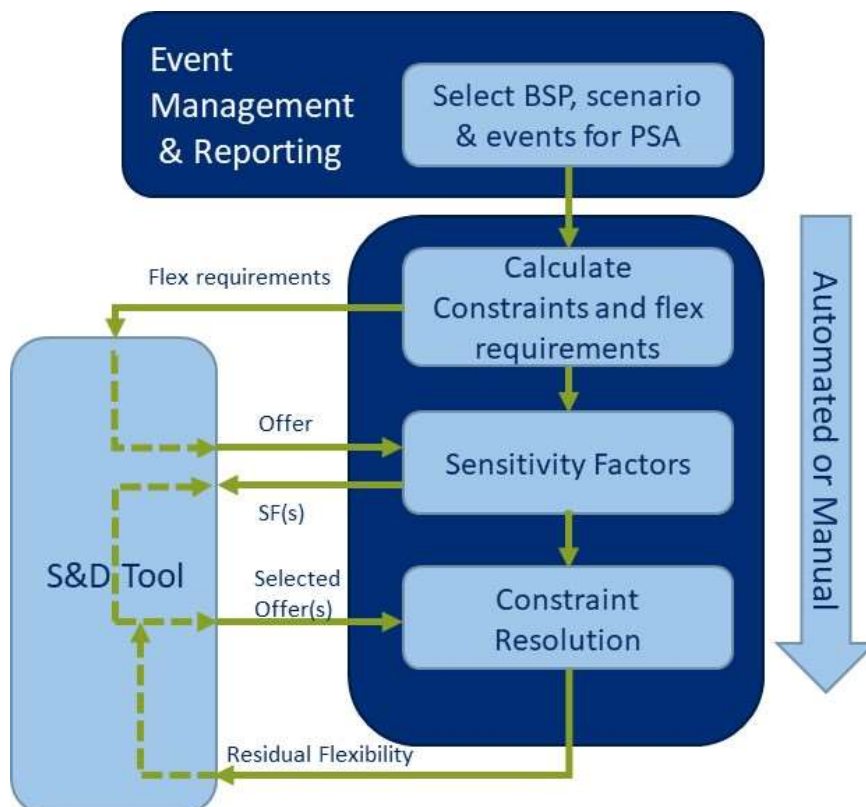 Event
Management
& Reporting
Select BSP, scenario
& events for PSA
Calculate
Constraints and flex
requirements
Flex requirements
Offer
Sensitivity Factors
SF(s)
S&D Tool
Selected
Offer(s)
Constraint
Resolution
Residual Flexibility
Automated or Manual